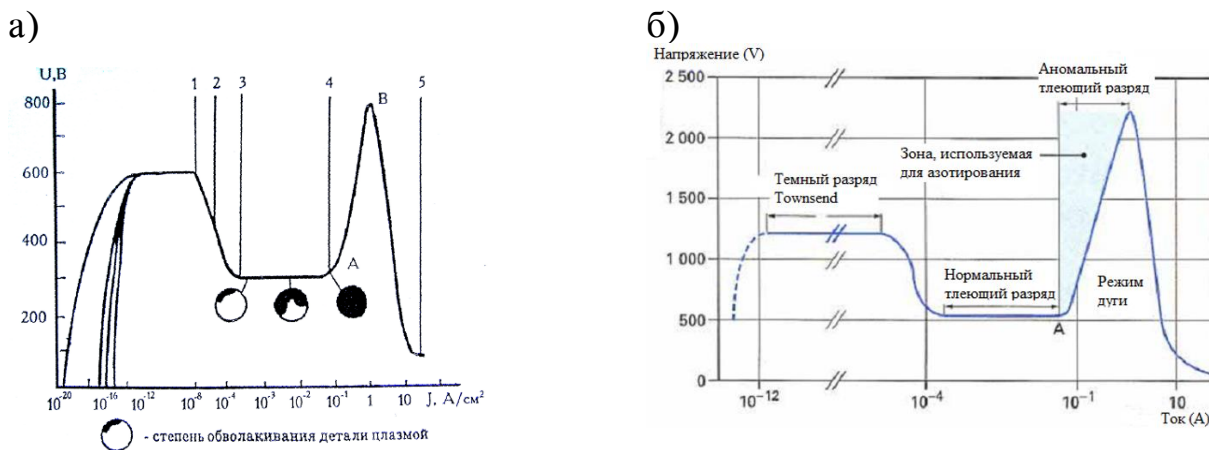 а)
U,В
800
600
400
200
1
2
3
4
5
В
А
10⁻²⁰
10⁻¹⁶
10⁻¹²
10⁻⁸
10⁻⁴
10⁻³
10⁻²
10⁻¹
1
10
J, А/см²
- степень обволакивания детали плазмой
б)
Напряжение (V)
2 500
2 000
1 500
1 000
500
0
Аномальный
тлеющий разряд
Зона, используемая
для азотирования
Темный разряд
Townsend
Нормальный
тлеющий разряд
Режим
дуги
А
10⁻¹²
10⁻⁴
10⁻¹
10
Ток (А)